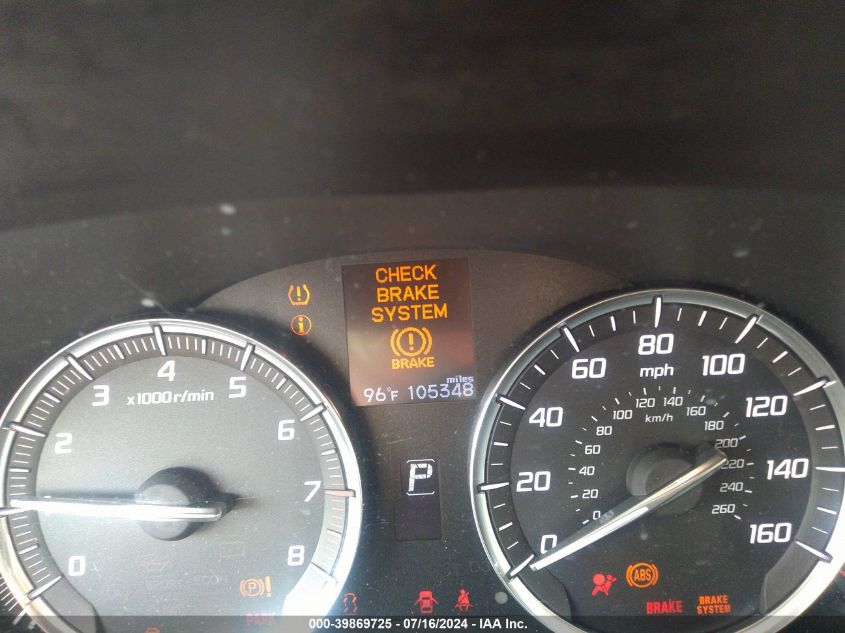 CHECK
BRAKE
SYSTEM
BRAKE
miles
96°F 105348
P
0
2
3
4
5
6
7
8
x1000 r/min
PARK
0
20
40
60
80
100
120
140
160
mph
0
20
40
60
80
100
120
140
160
180
200
220
240
260
km/h
ABS
BRAKE
BRAKE
SYSTEM
000-39869725 - 07/16/2024 - IAA Inc.